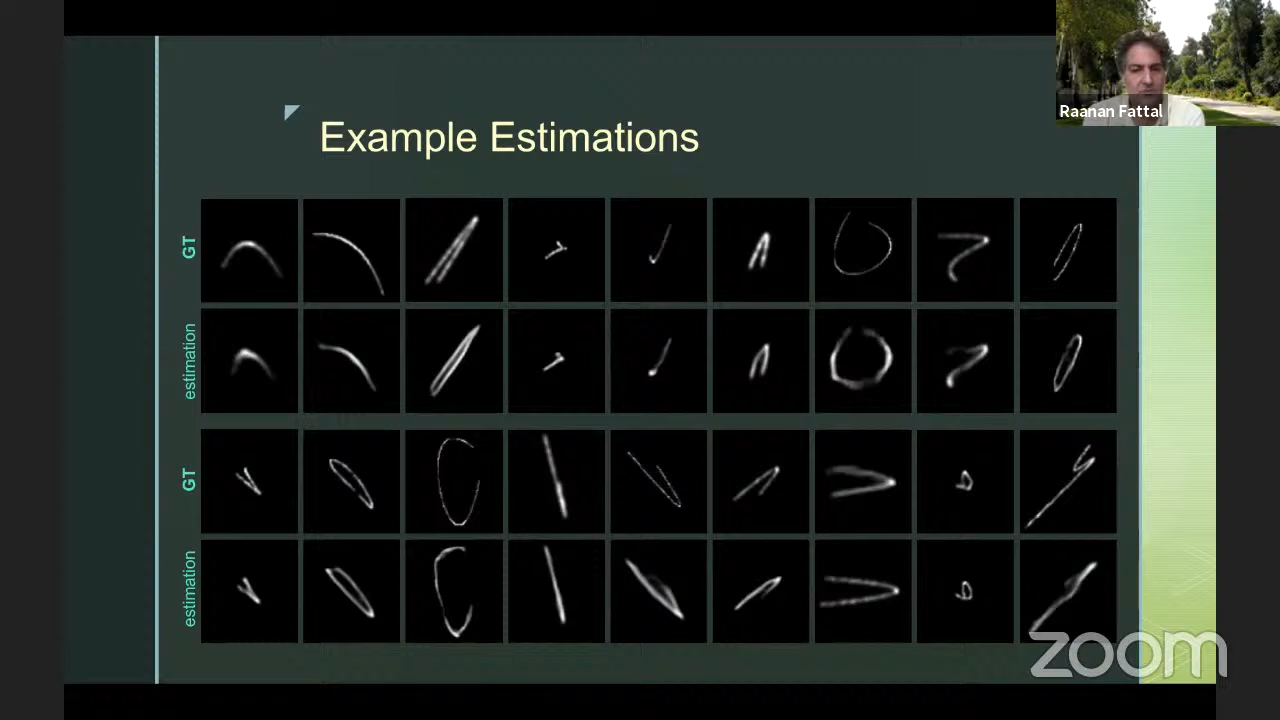 Raanan Fattal
Example Estimations
GT
estimation
GT
estimation
zoom